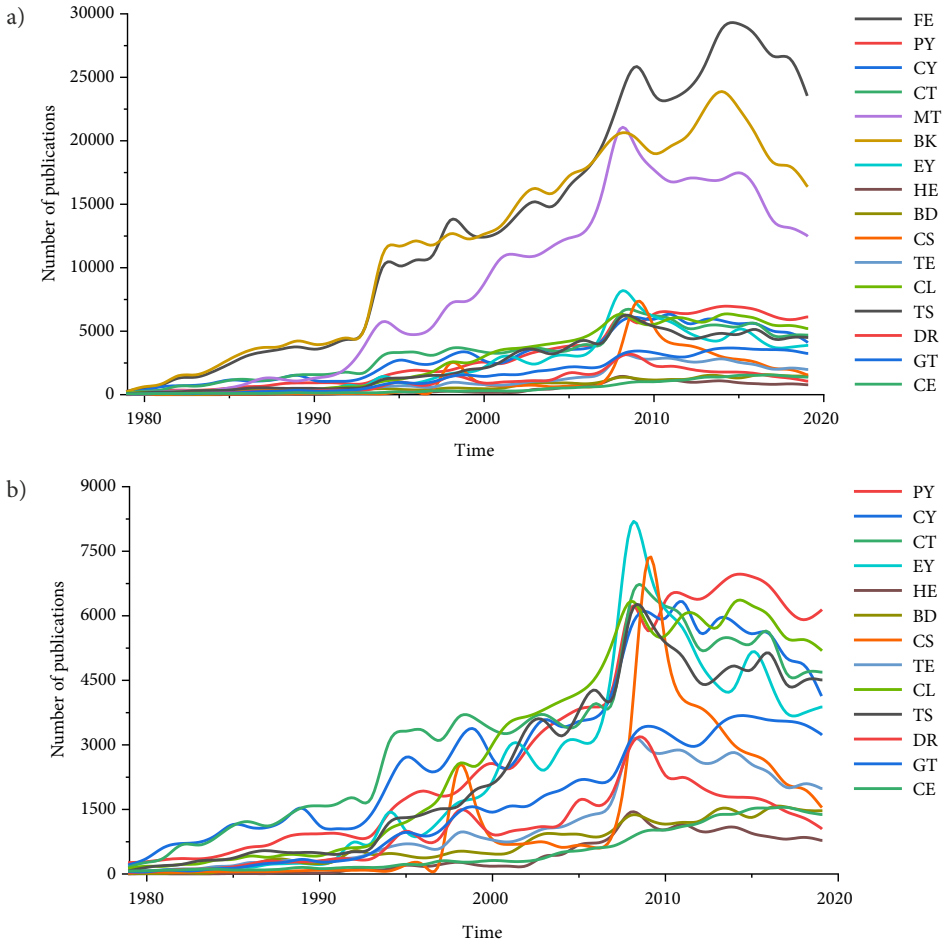 a)
30000
25000
20000
15000
10000
5000
0
Number of publications
1980 1990 2000 2010 2020
Time
FE
PY
CY
CT
MT
BK
EY
HE
BD
CS
TE
CL
TS
DR
GT
CE
b)
9000
7500
6000
4500
3000
1500
0
Number of publications
1980 1990 2000 2010 2020
Time
PY
CY
CT
EY
HE
BD
CS
TE
CL
TS
DR
GT
CE